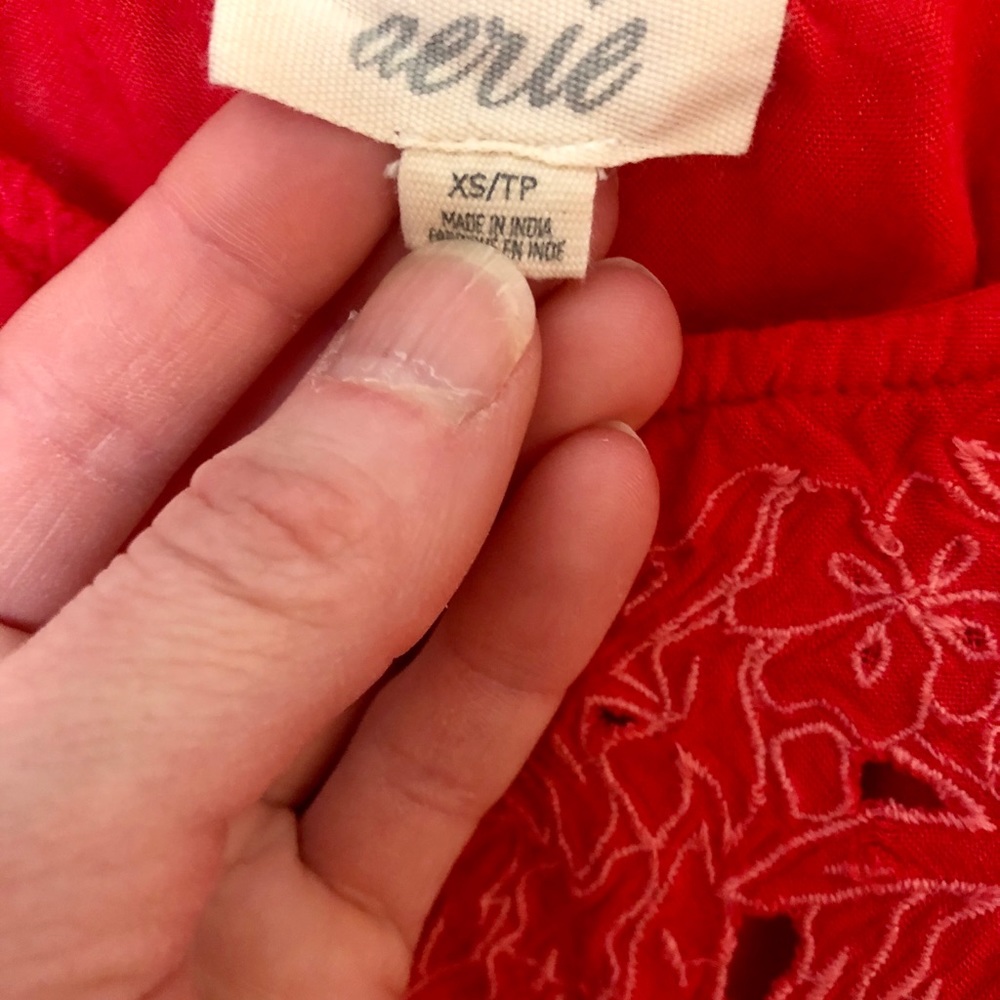 aerie
XS/TP
MADE IN INDIA
FABRIQUÉ EN INDE